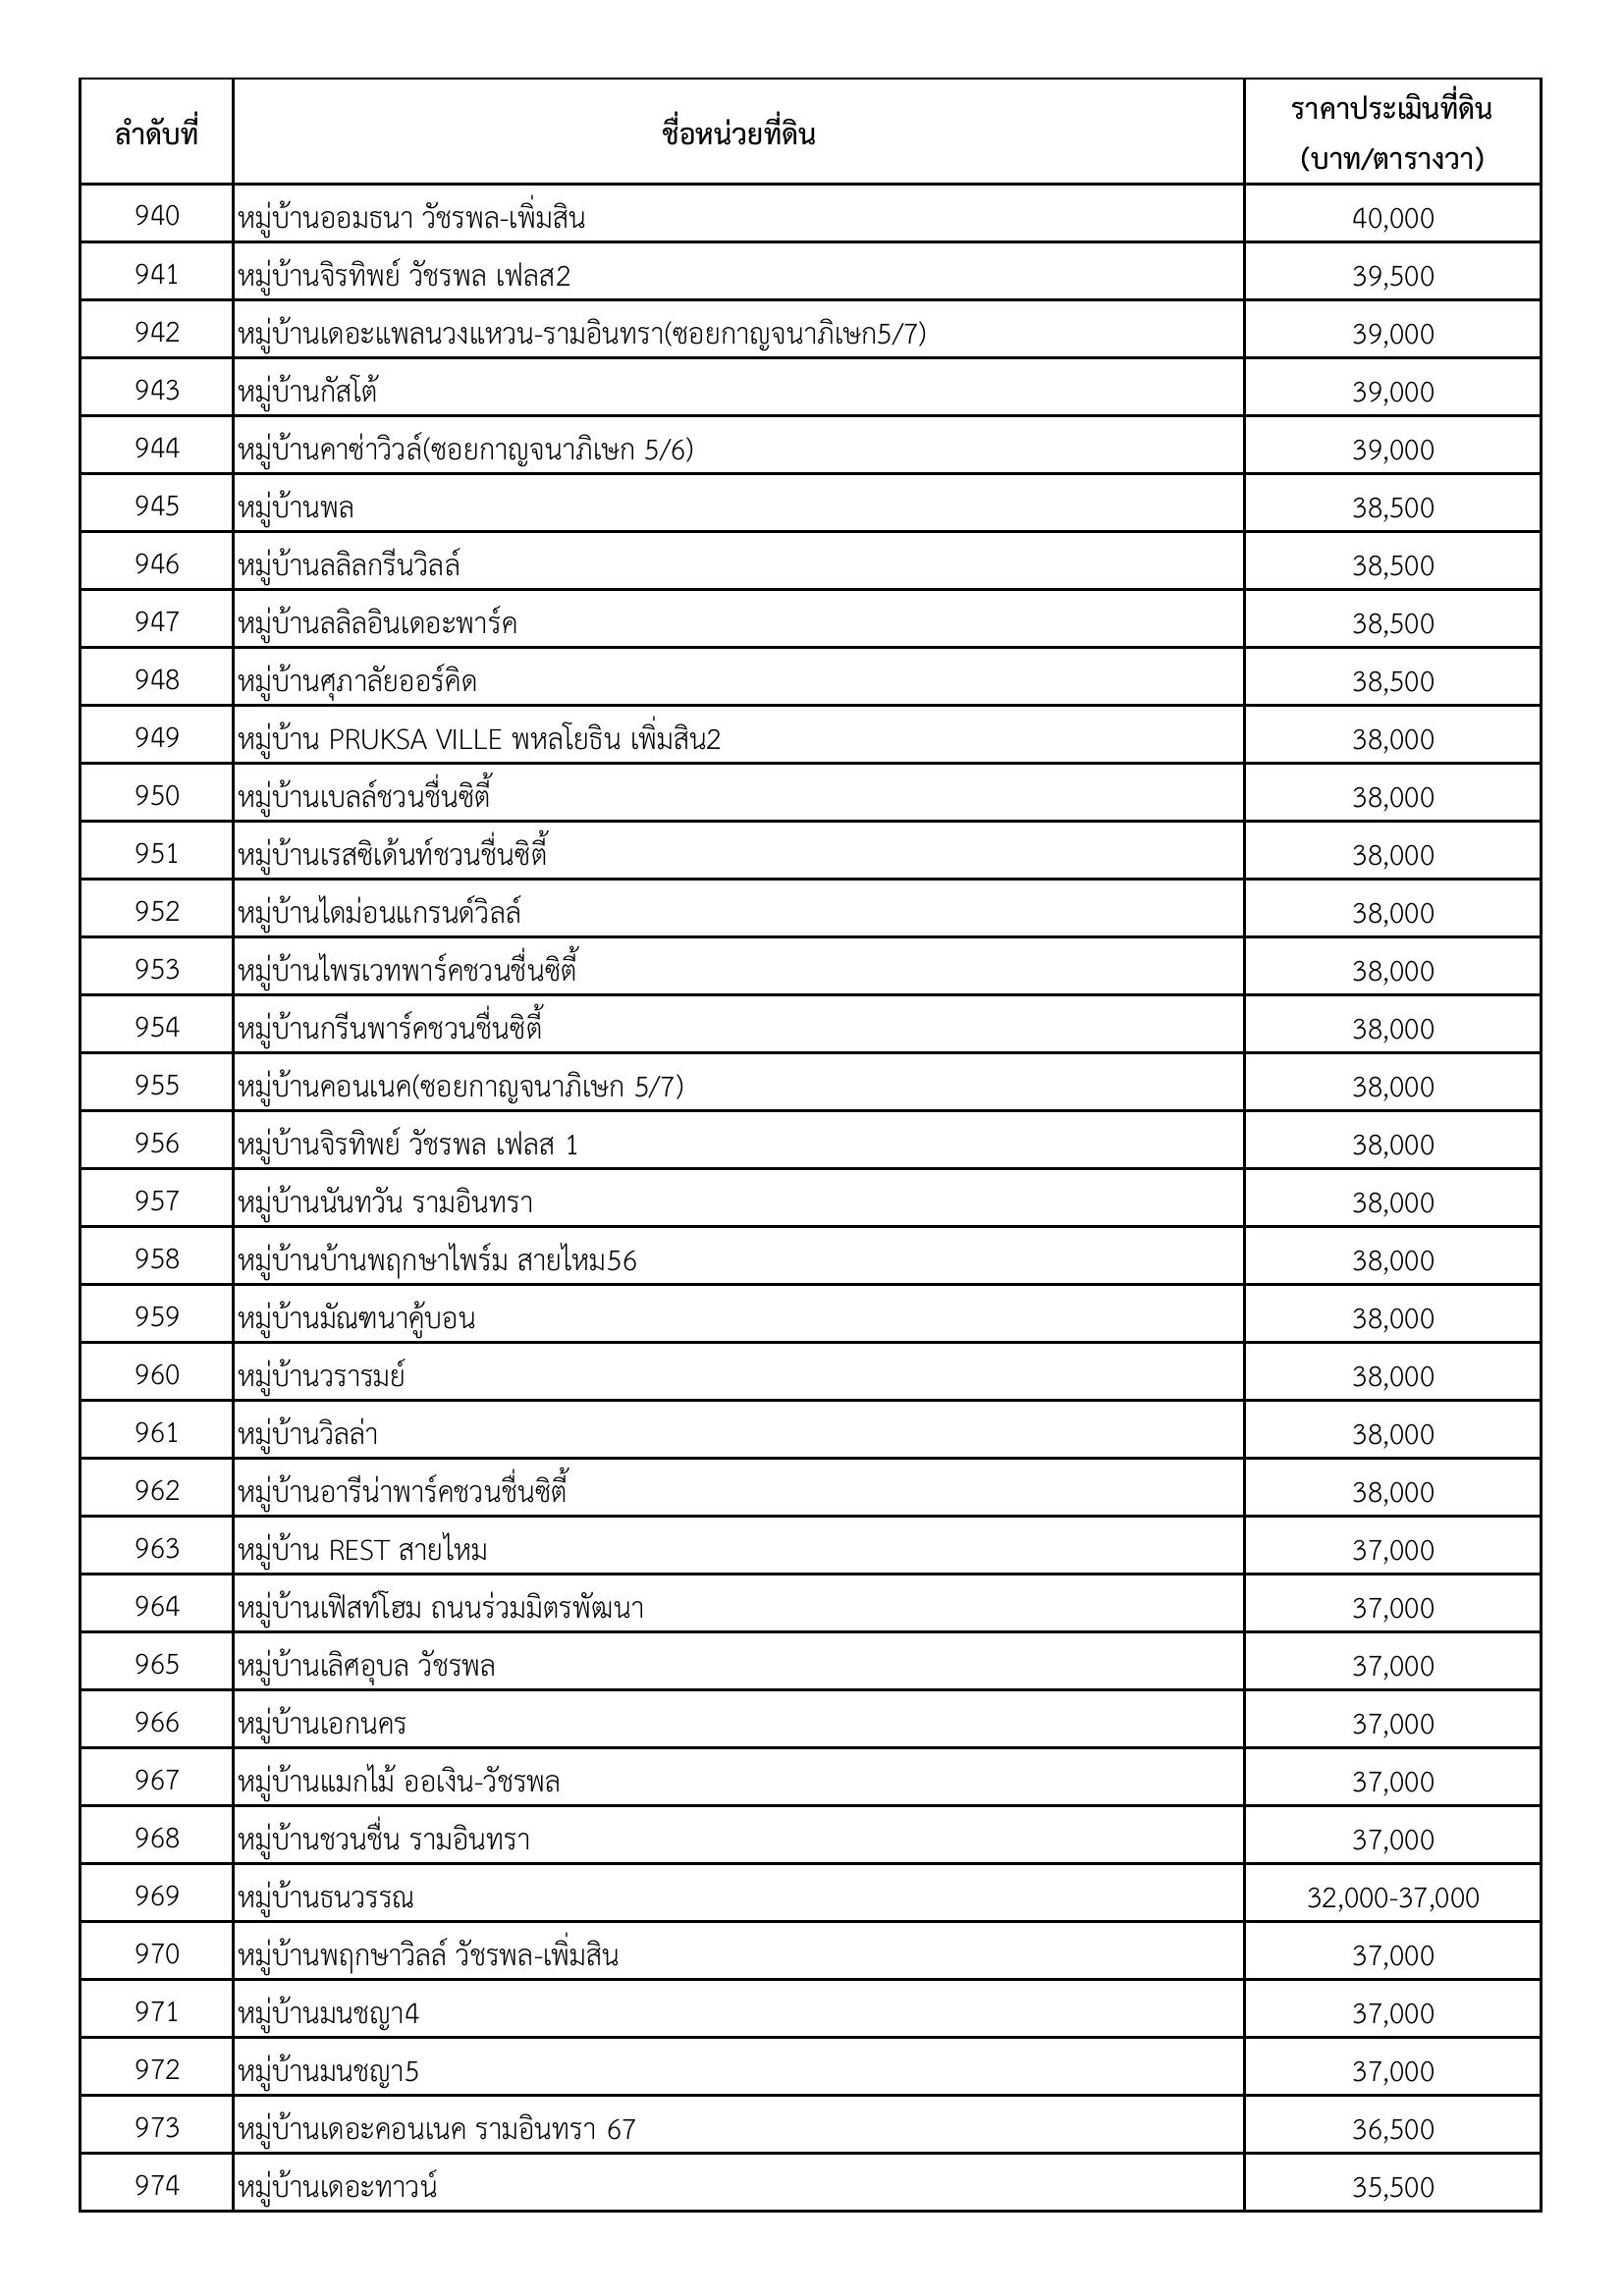 ลำดับที่ ชื่อหน่วยที่ดิน ราคาประเมินที่ดิน
(บาท/ตารางวา)
940 หมู่บ้านออมธนา วัชรพล-เพิ่มสิน 40,000
941 หมู่บ้านจิรทิพย์ วัชรพล เฟลส2 39,500
942 หมู่บ้านเดอะแพลนวงแหวน-รามอินทรา(ซอยกาญจนาภิเษก5/7) 39,000
943 หมู่บ้านกัสโต้ 39,000
944 หมู่บ้านคาซ่าวิวล์(ซอยกาญจนาภิเษก 5/6) 39,000
945 หมู่บ้านพล 38,500
946 หมู่บ้านลลิลกรีนวิลล์ 38,500
947 หมู่บ้านลลิลอินเดอะพาร์ค 38,500
948 หมู่บ้านศุภาลัยออร์คิด 38,500
949 หมู่บ้าน PRUKSA VILLE พหลโยธิน เพิ่มสิน2 38,000
950 หมู่บ้านเบลล์ชวนชื่นซิตี้ 38,000
951 หมู่บ้านเรสซิเด้นท์ชวนชื่นซิตี้ 38,000
952 หมู่บ้านไดม่อนแกรนด์วิลล์ 38,000
953 หมู่บ้านไพรเวทพาร์คชวนชื่นซิตี้ 38,000
954 หมู่บ้านกรีนพาร์คชวนชื่นซิตี้ 38,000
955 หมู่บ้านคอนเนค(ซอยกาญจนาภิเษก 5/7) 38,000
956 หมู่บ้านจิรทิพย์ วัชรพล เฟลส 1 38,000
957 หมู่บ้านนันทวัน รามอินทรา 38,000
958 หมู่บ้านบ้านพฤกษาไพร์ม สายไหม56 38,000
959 หมู่บ้านมัณฑนาคู้บอน 38,000
960 หมู่บ้านวรารมย์ 38,000
961 หมู่บ้านวิลล่า 38,000
962 หมู่บ้านอารีน่าพาร์คชวนชื่นซิตี้ 38,000
963 หมู่บ้าน REST สายไหม 37,000
964 หมู่บ้านเฟิสท์โฮม ถนนร่วมมิตรพัฒนา 37,000
965 หมู่บ้านเลิศอุบล วัชรพล 37,000
966 หมู่บ้านเอกนคร 37,000
967 หมู่บ้านแมกไม้ ออเงิน-วัชรพล 37,000
968 หมู่บ้านชวนชื่น รามอินทรา 37,000
969 หมู่บ้านธนวรรณ 32,000-37,000
970 หมู่บ้านพฤกษาวิลล์ วัชรพล-เพิ่มสิน 37,000
971 หมู่บ้านมนชญา4 37,000
972 หมู่บ้านมนชญา5 37,000
973 หมู่บ้านเดอะคอนเนค รามอินทรา 67 36,500
974 หมู่บ้านเดอะทาวน์ 35,500